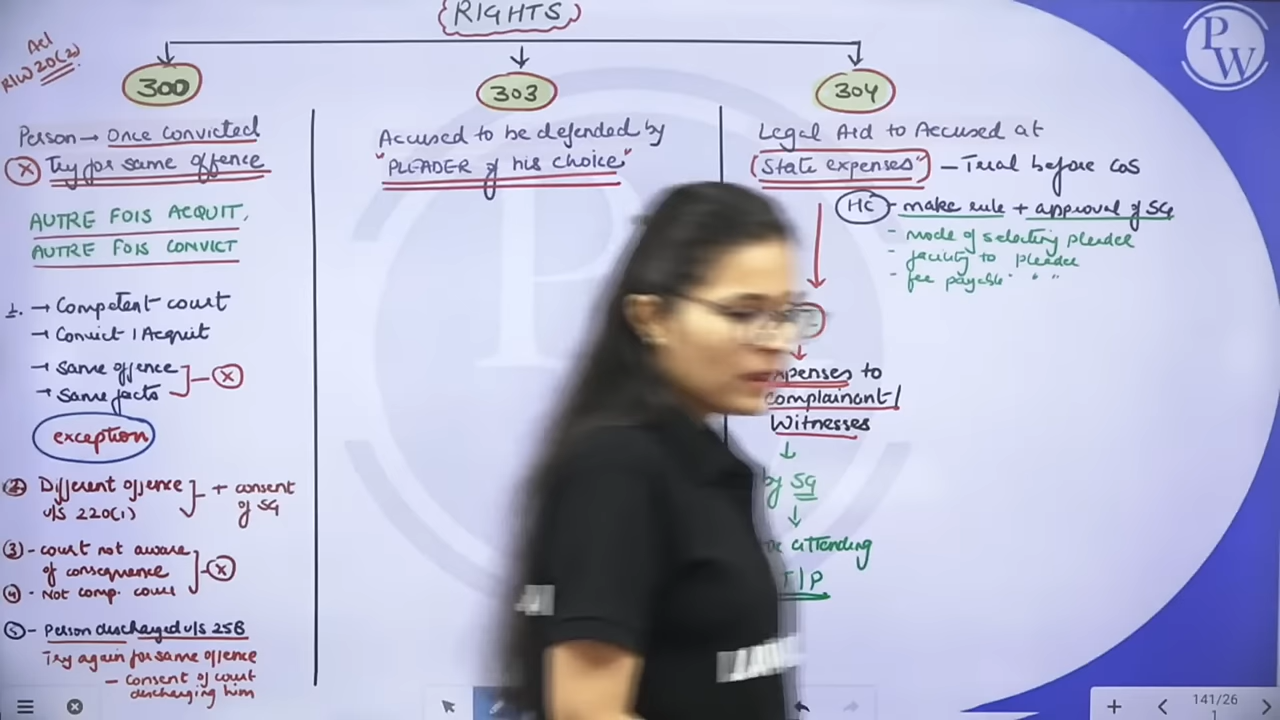 RIGHTS
Act
R/W 20(2)
300
Person → Once Convicted
X Try for same offence
AUTRE FOIS ACQUIT,
AUTRE FOIS CONVICT
1. → Competent court
→ Convict / Acquit
→ Same offence
→ Same facts
X
exception
(2) Different offence
u/s 220(1)
+ consent
of SG
(3) - court not aware
of consequence
(4) - Not comp. court
X
(5) - Person discharged u/s 258
Try again for same offence
- consent of court
discharging him
303
Accused to be defended by
"PLEADER of his choice"
304
Legal Aid to Accused at
"State expenses" - Trial before COS
HC - make rule + approval of SG
- mode of selecting pleader
- facility to pleader
- fee payable " "
xpenses to
complainant/
Witnesses
by SG
attending
T/P
PW
141/26
1